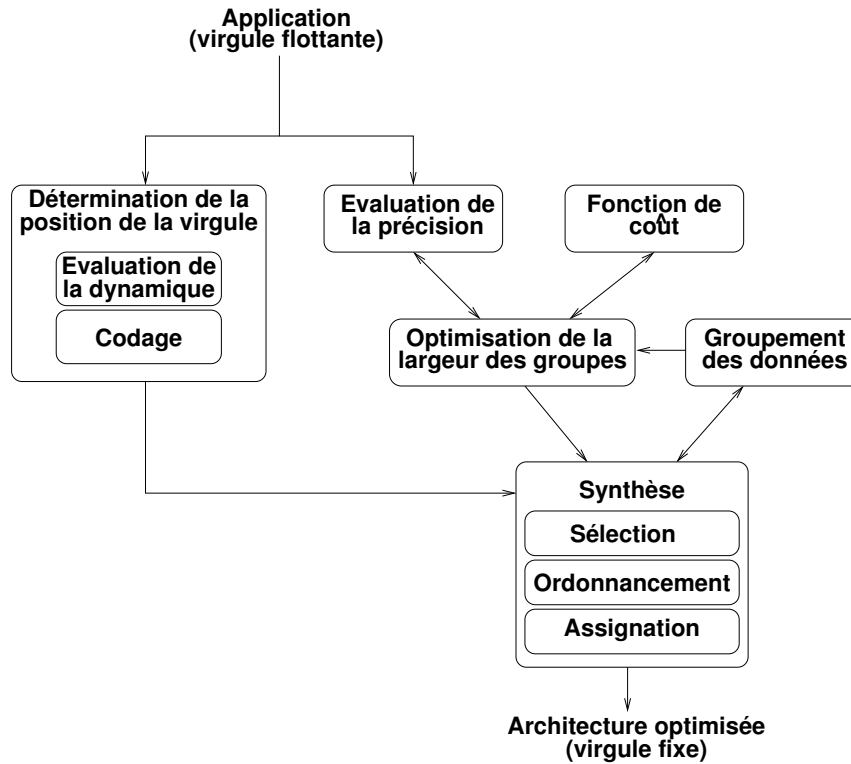 Application
(virgule flottante)
Détermination de la
position de la virgule
Evaluation de
la dynamique
Codage
Evaluation de
la précision
Fonction de
coût
Optimisation de la
largeur des groupes
Groupement
des données
Synthèse
Sélection
Ordonnancement
Assignation
Architecture optimisée
(virgule fixe)